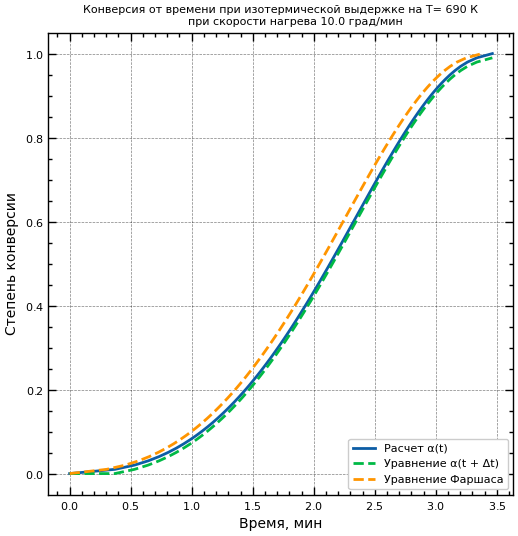 Конверсия от времени при изотермической выдержке на T= 690 К
при скорости нагрева 10.0 град/мин
Степень конверсии
1.0
0.8
0.6
0.4
0.2
0.0
Расчет α(t)
Уравнение α(t + Δt)
Уравнение Фаршаса
0.0 0.5 1.0 1.5 2.0 2.5 3.0 3.5
Время, мин